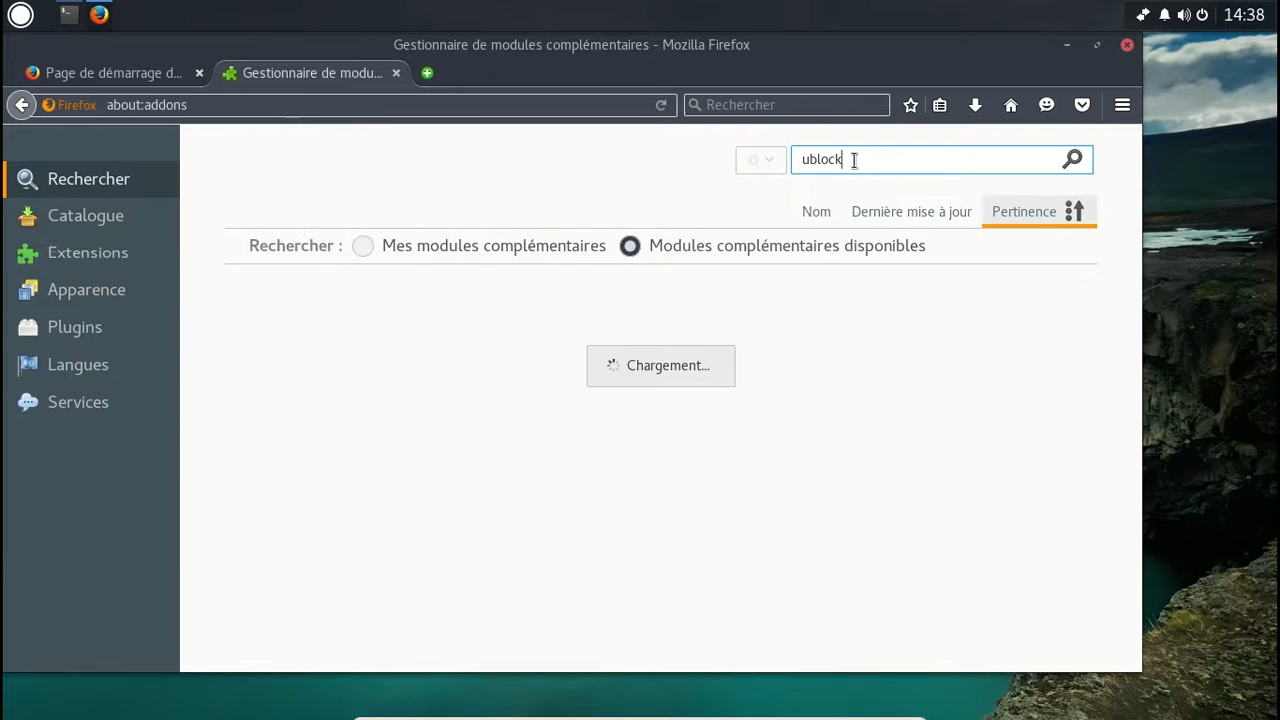 14:38
Gestionnaire de modules complémentaires - Mozilla Firefox
Page de démarrage d...
Gestionnaire de modu...
Firefox
about:addons
Rechercher
ublock
Nom
Dernière mise à jour
Pertinence
Rechercher :
Mes modules complémentaires
Modules complémentaires disponibles
Rechercher
Catalogue
Extensions
Apparence
Plugins
Langues
Services
Chargement...